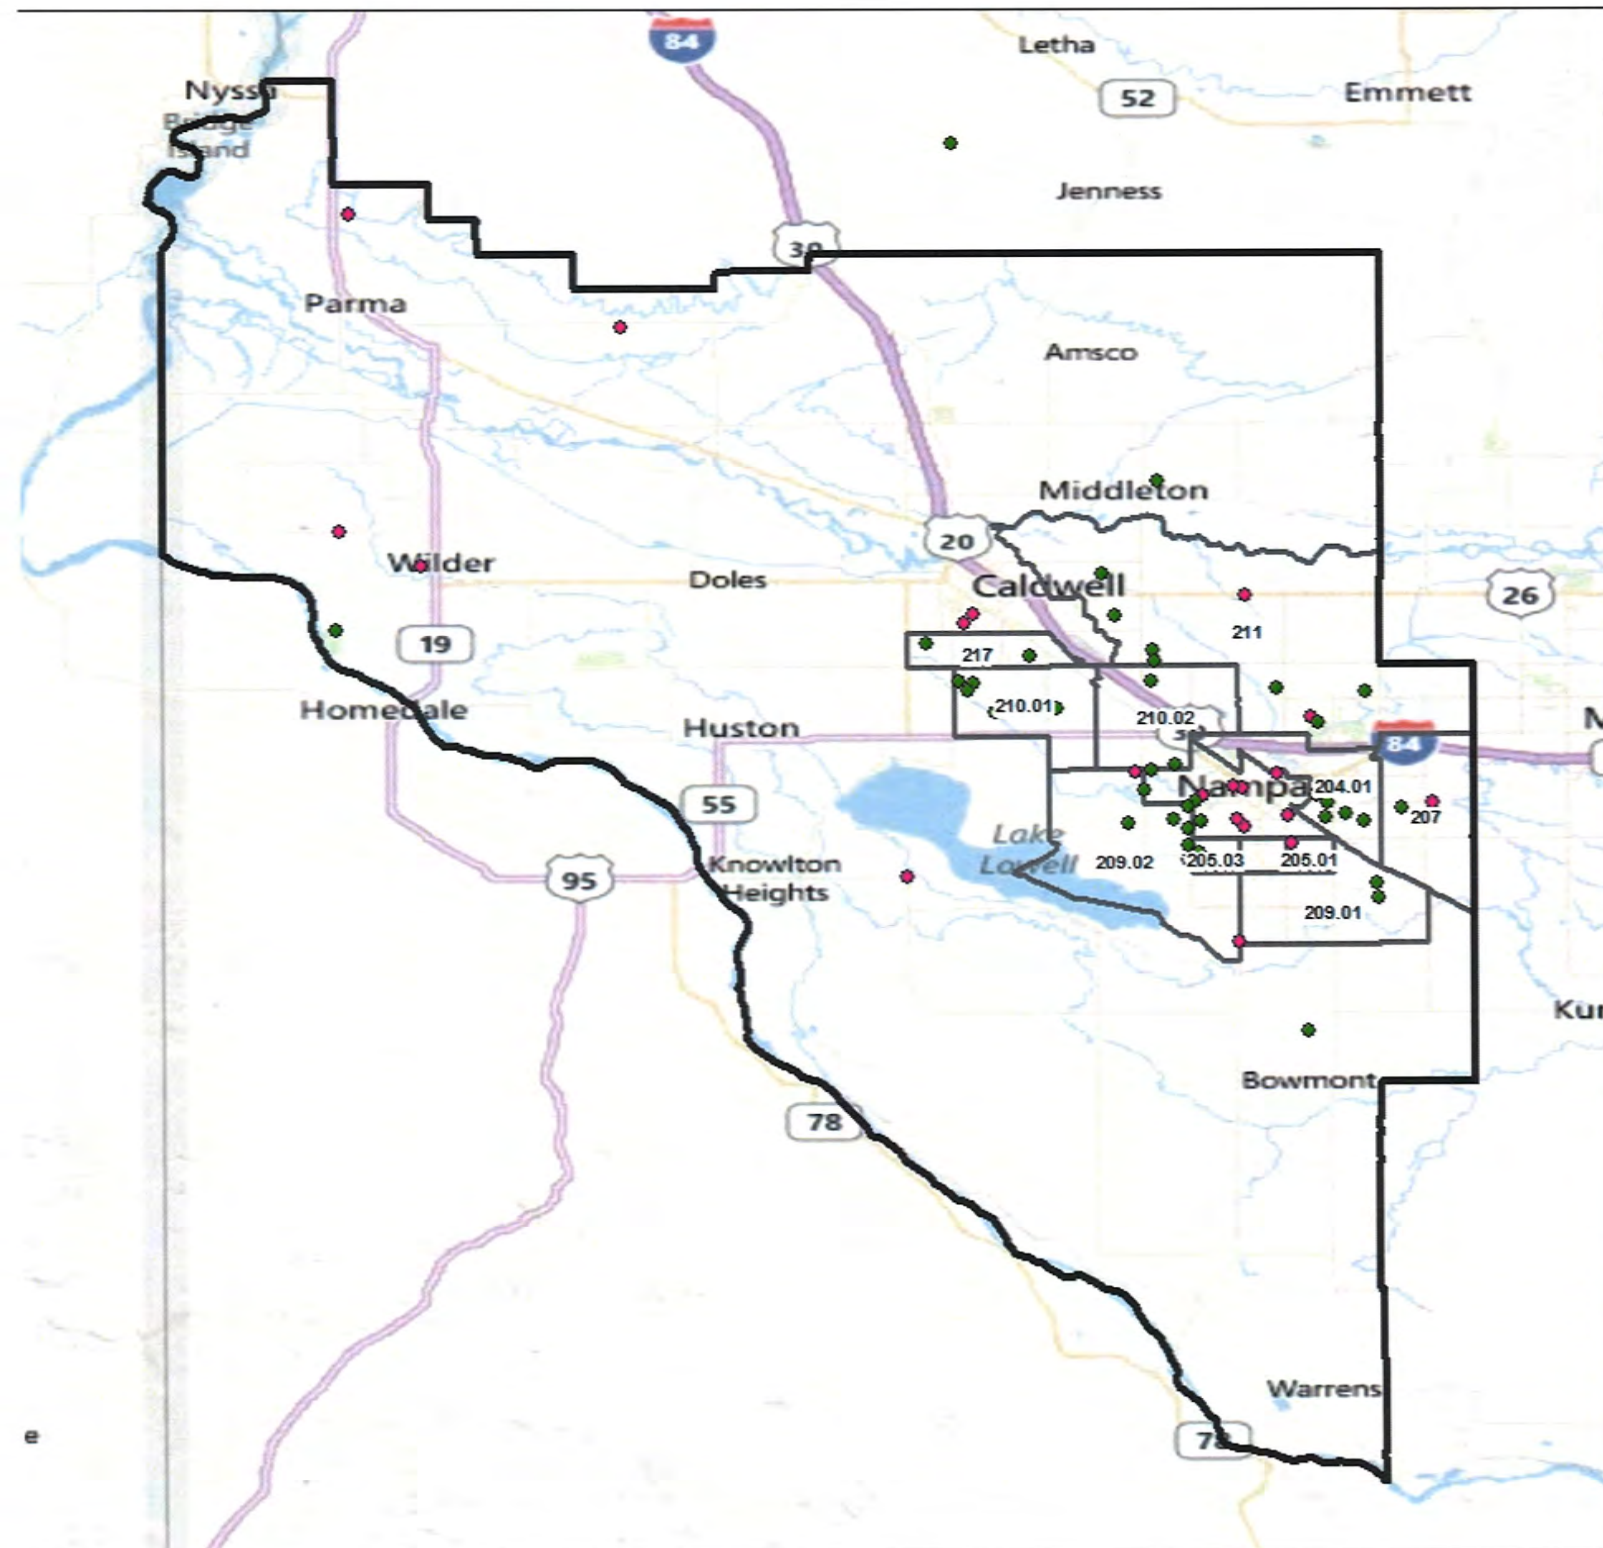 84
Letha
52
Emmett
Nyssa
Bridge
Island
Jenness
30
Parma
Amsco
Middleton
20
Wilder
Doles
Caldwell
26
211
19
217
Homedale
210.01
210.02
Huston
84
Nampa
204.01
55
207
Lake
Lowell
209.02
205.03
205.01
Knowlton
Heights
95
209.01
Kur
Bowmont
78
Warrens
78
e